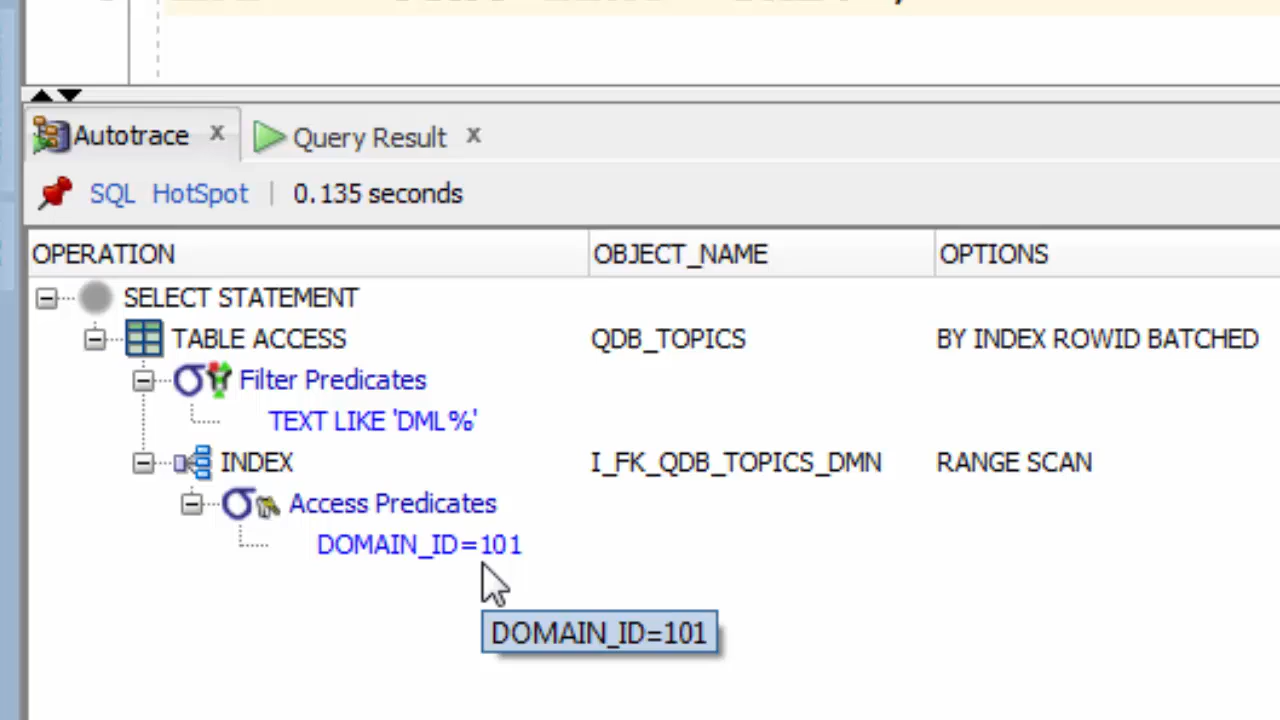 Autotrace x Query Result x
SQL HotSpot | 0.135 seconds
OPERATION OBJECT_NAME OPTIONS
SELECT STATEMENT
TABLE ACCESS QDB_TOPICS BY INDEX ROWID BATCHED
Filter Predicates
TEXT LIKE 'DML%'
INDEX I_FK_QDB_TOPICS_DMN RANGE SCAN
Access Predicates
DOMAIN_ID=101
DOMAIN_ID=101